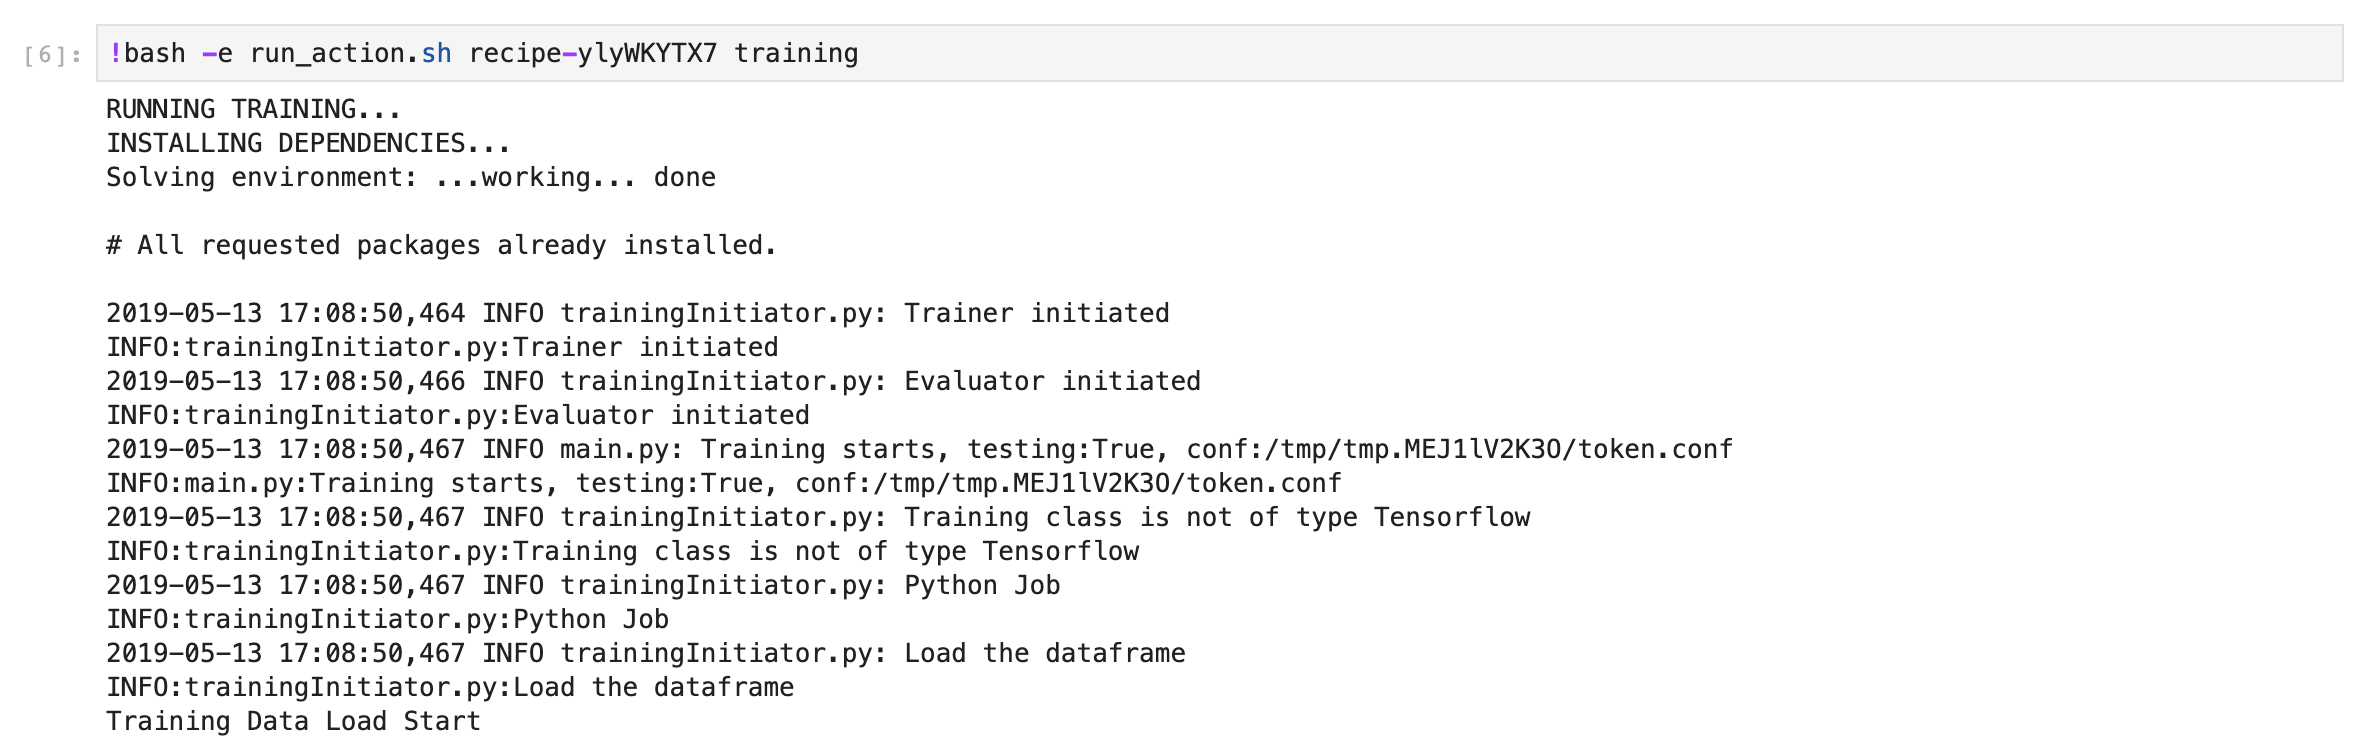 [6]: !bash -e run_action.sh recipe-ylyWKYTX7 training
RUNNING TRAINING...
INSTALLING DEPENDENCIES...
Solving environment: ...working... done
# All requested packages already installed.
2019-05-13 17:08:50,464 INFO trainingInitiator.py: Trainer initiated
INFO:trainingInitiator.py:Trainer initiated
2019-05-13 17:08:50,466 INFO trainingInitiator.py: Evaluator initiated
INFO:trainingInitiator.py:Evaluator initiated
2019-05-13 17:08:50,467 INFO main.py: Training starts, testing:True, conf:/tmp/tmp.MEJ1lV2K3O/token.conf
INFO:main.py:Training starts, testing:True, conf:/tmp/tmp.MEJ1lV2K3O/token.conf
2019-05-13 17:08:50,467 INFO trainingInitiator.py: Training class is not of type Tensorflow
INFO:trainingInitiator.py:Training class is not of type Tensorflow
2019-05-13 17:08:50,467 INFO trainingInitiator.py: Python Job
INFO:trainingInitiator.py:Python Job
2019-05-13 17:08:50,467 INFO trainingInitiator.py: Load the dataframe
INFO:trainingInitiator.py:Load the dataframe
Training Data Load Start